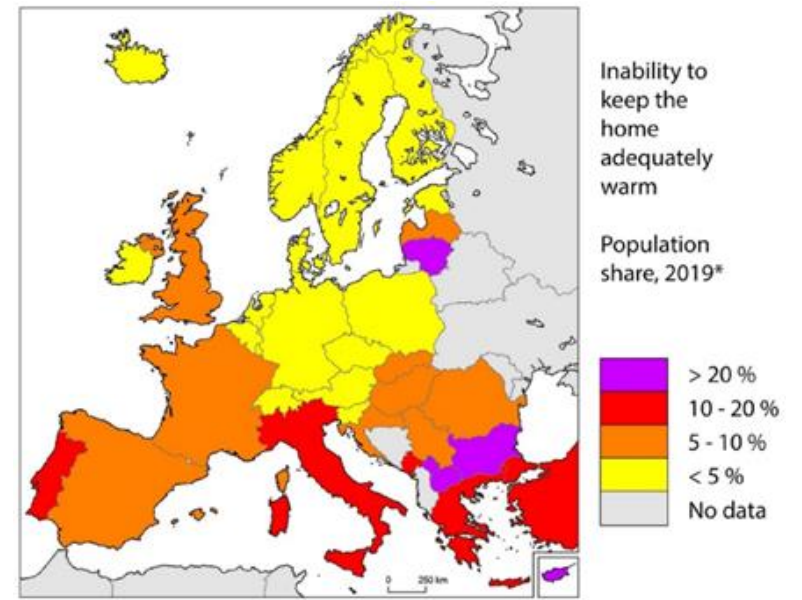 Inability to
keep the
home
adequately
warm
Population
share, 2019*
> 20 %
10 - 20 %
5 - 10 %
< 5 %
No data
0 250 km